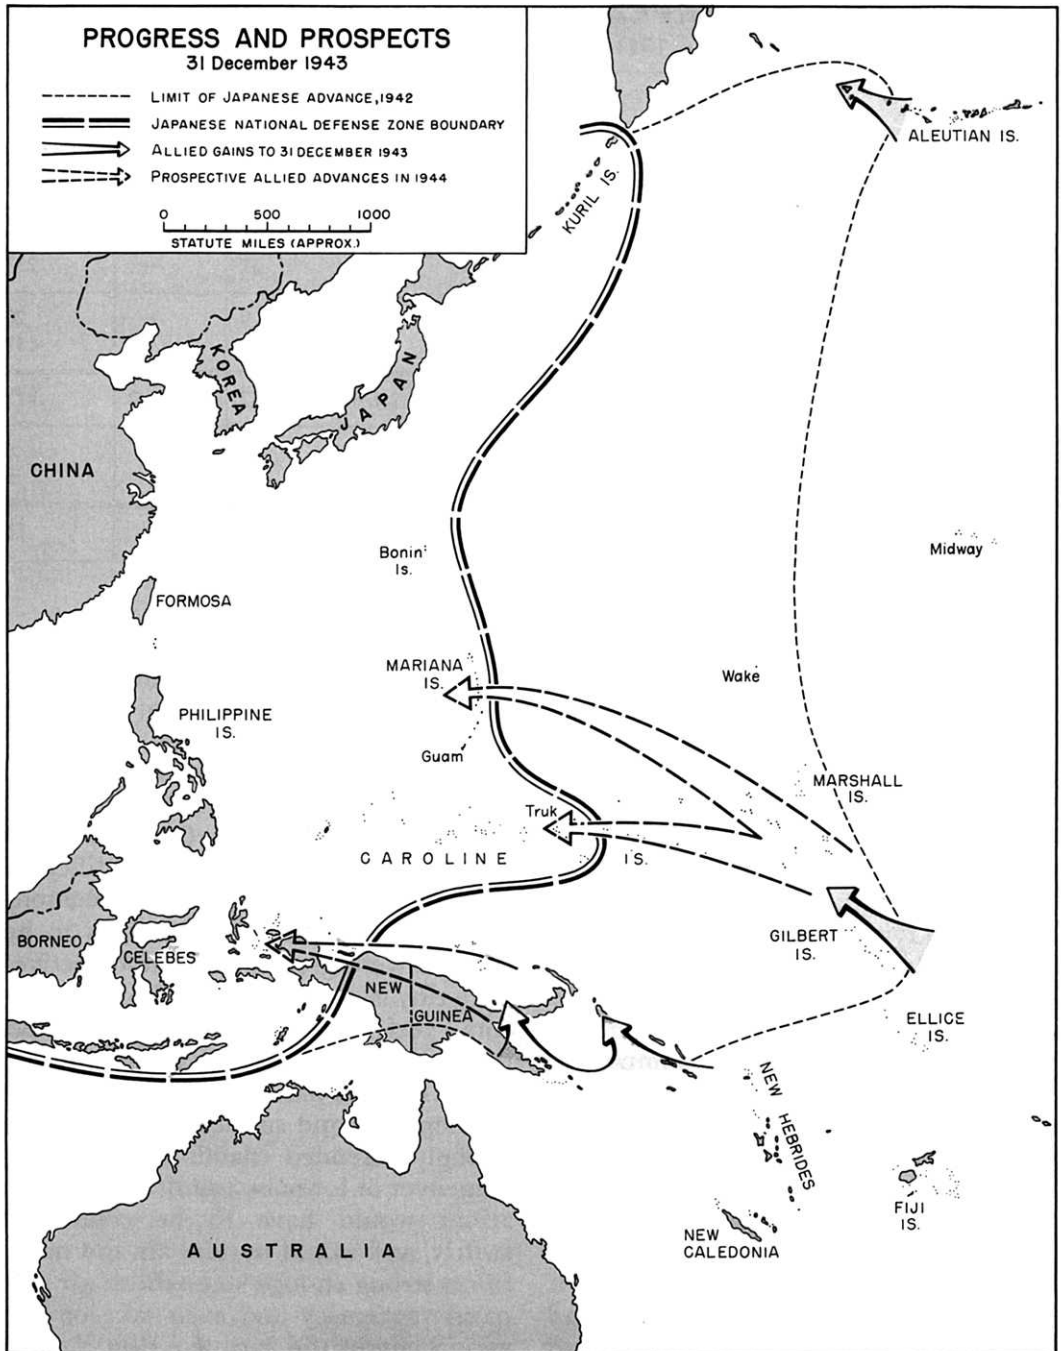 PROGRESS AND PROSPECTS
31 December 1943
LIMIT OF JAPANESE ADVANCE, 1942
JAPANESE NATIONAL DEFENSE ZONE BOUNDARY
ALLIED GAINS TO 31 DECEMBER 1943
PROSPECTIVE ALLIED ADVANCES IN 1944
0 500 1000
STATUTE MILES (APPROX.)
ALEUTIAN IS.
KURIL IS.
KOREA
JAPAN
CHINA
Bonin
Is.
Midway
FORMOSA
MARIANA
IS.
Wake
PHILIPPINE
IS.
Guam
MARSHALL
IS.
Truk
CAROLINE IS.
BORNEO
CELEBES
GILBERT
IS.
NEW
GUINEA
ELLICE
IS.
NEW HEBRIDES
FIJI
IS.
NEW
CALEDONIA
AUSTRALIA